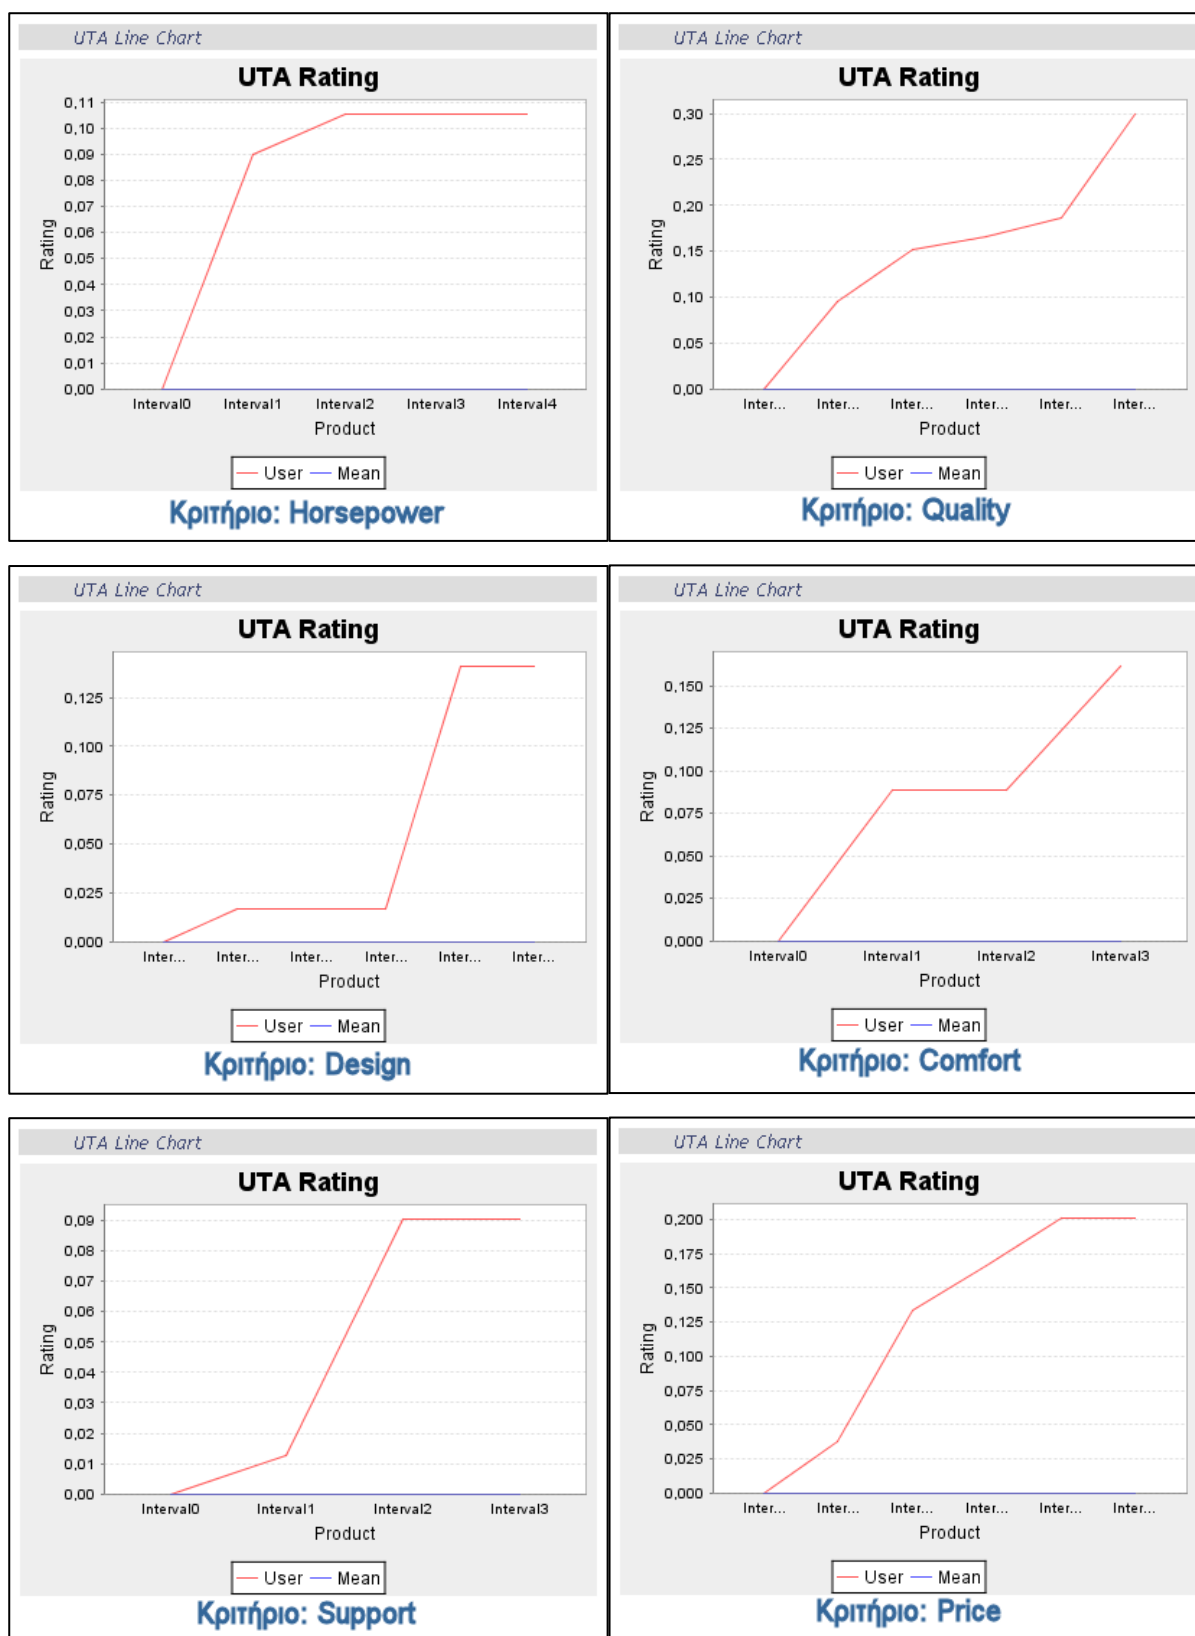 UTA Line Chart
UTA Rating
0,11
0,10
0,09
0,08
0,07
0,06
0,05
0,04
0,03
0,02
0,01
0,00
Rating
Interval0 Interval1 Interval2 Interval3 Interval4
Product
User Mean
Κριτήριο: Horsepower
UTA Line Chart
UTA Rating
0,30
0,25
0,20
0,15
0,10
0,05
0,00
Rating
Inter... Inter... Inter... Inter... Inter... Inter...
Product
User Mean
Κριτήριο: Quality
UTA Line Chart
UTA Rating
0,125
0,100
0,075
0,050
0,025
0,000
Rating
Inter... Inter... Inter... Inter... Inter... Inter...
Product
User Mean
Κριτήριο: Design
UTA Line Chart
UTA Rating
0,150
0,125
0,100
0,075
0,050
0,025
0,000
Rating
Interval0 Interval1 Interval2 Interval3
Product
User Mean
Κριτήριο: Comfort
UTA Line Chart
UTA Rating
0,09
0,08
0,07
0,06
0,05
0,04
0,03
0,02
0,01
0,00
Rating
Interval0 Interval1 Interval2 Interval3
Product
User Mean
Κριτήριο: Support
UTA Line Chart
UTA Rating
0,200
0,175
0,150
0,125
0,100
0,075
0,050
0,025
0,000
Rating
Inter... Inter... Inter... Inter... Inter... Inter...
Product
User Mean
Κριτήριο: Price